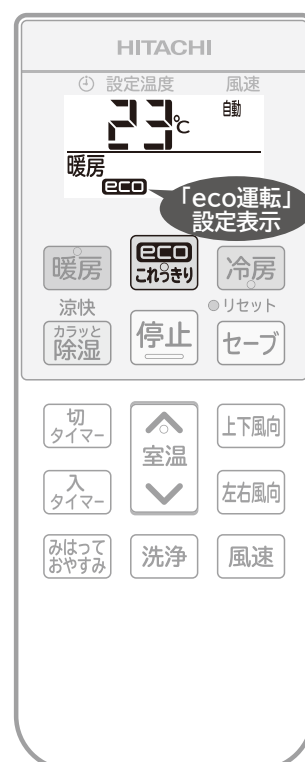 HITACHI
設定温度 風速
23℃ 自動
暖房
eco
「eco運転」
設定表示
暖房
eco
これっきり
冷房
涼快
カラッと
除湿
停止
リセット
セーブ
切
タイマー
室温
上下風向
入
タイマー
左右風向
みはって
おやすみ
洗浄
風速